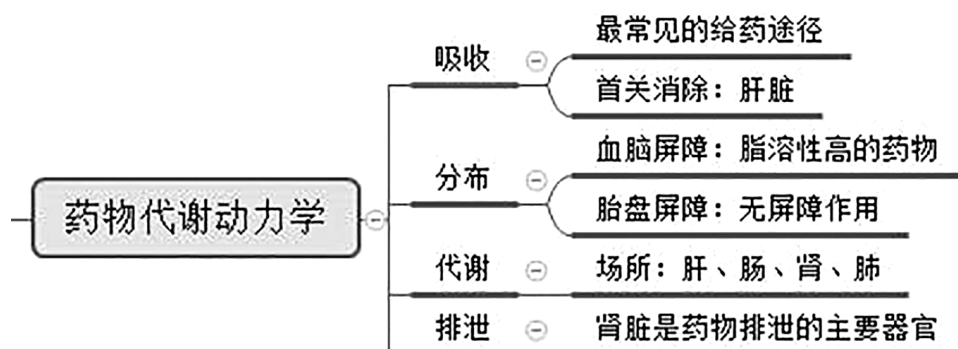 药物代谢动力学
吸收
最常见的给药途径
首关消除：肝脏
分布
血脑屏障：脂溶性高的药物
胎盘屏障：无屏障作用
代谢
场所：肝、肠、肾、肺
排泄
肾脏是药物排泄的主要器官